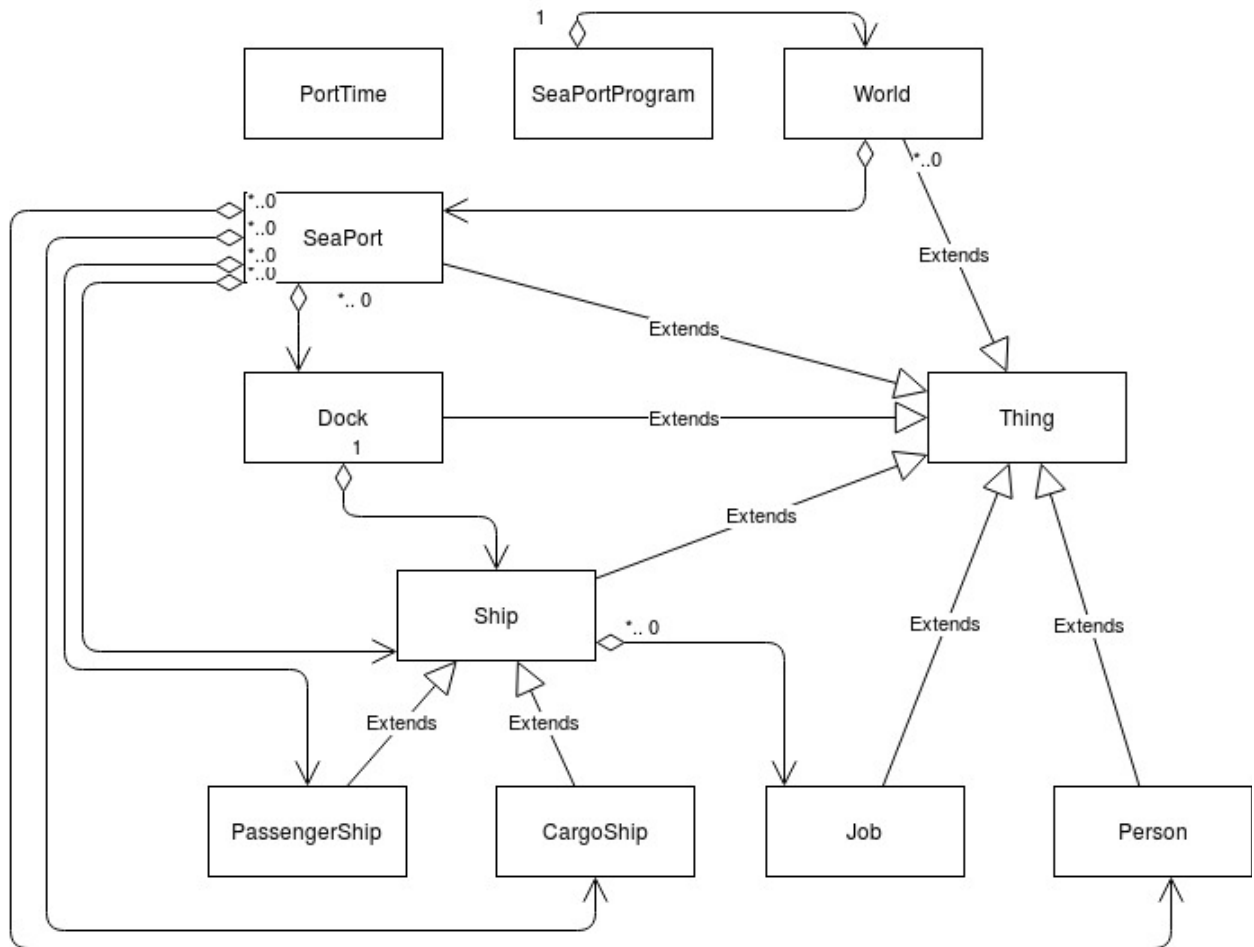 1
PortTime
SeaPortProgram
World
*..0
*..0
*..0
*..0
*..0
SeaPort
Extends
*.. 0
Extends
Dock
Extends
Thing
1
Extends
Ship
*.. 0
Extends
Extends
Extends
Extends
PassengerShip
CargoShip
Job
Person